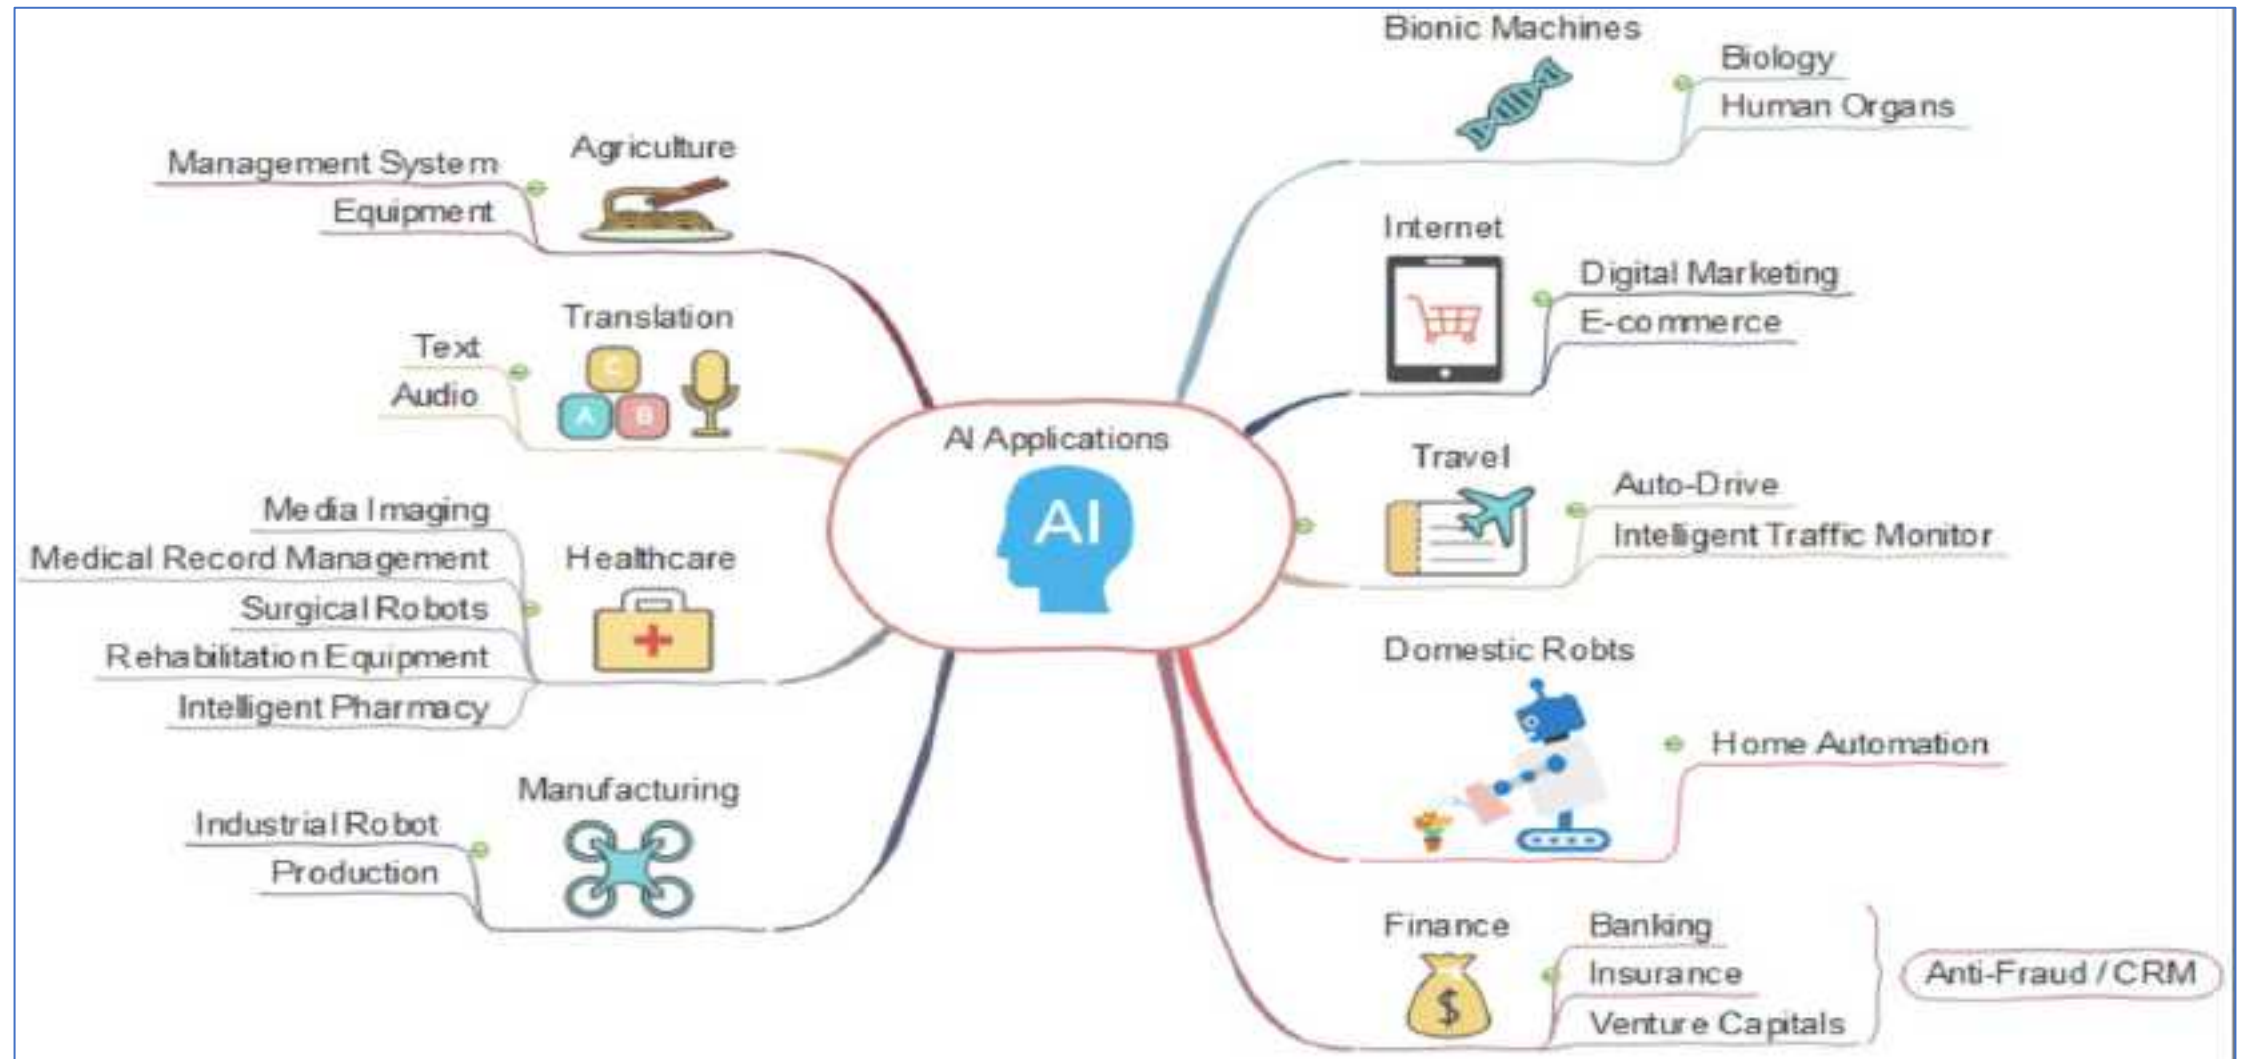 AI Applications
AI
Agriculture
Management System
Equipment
Translation
C
A B
Text
Audio
Healthcare
Media Imaging
Medical Record Management
Surgical Robots
Rehabilitation Equipment
Intelligent Pharmacy
Manufacturing
Industrial Robot
Production
Bionic Machines
Biology
Human Organs
Internet
Digital Marketing
E-commerce
Travel
Auto-Drive
Intelligent Traffic Monitor
Domestic Robts
Home Automation
Finance
$
Banking
Insurance
Venture Capitals
Anti-Fraud / CRM